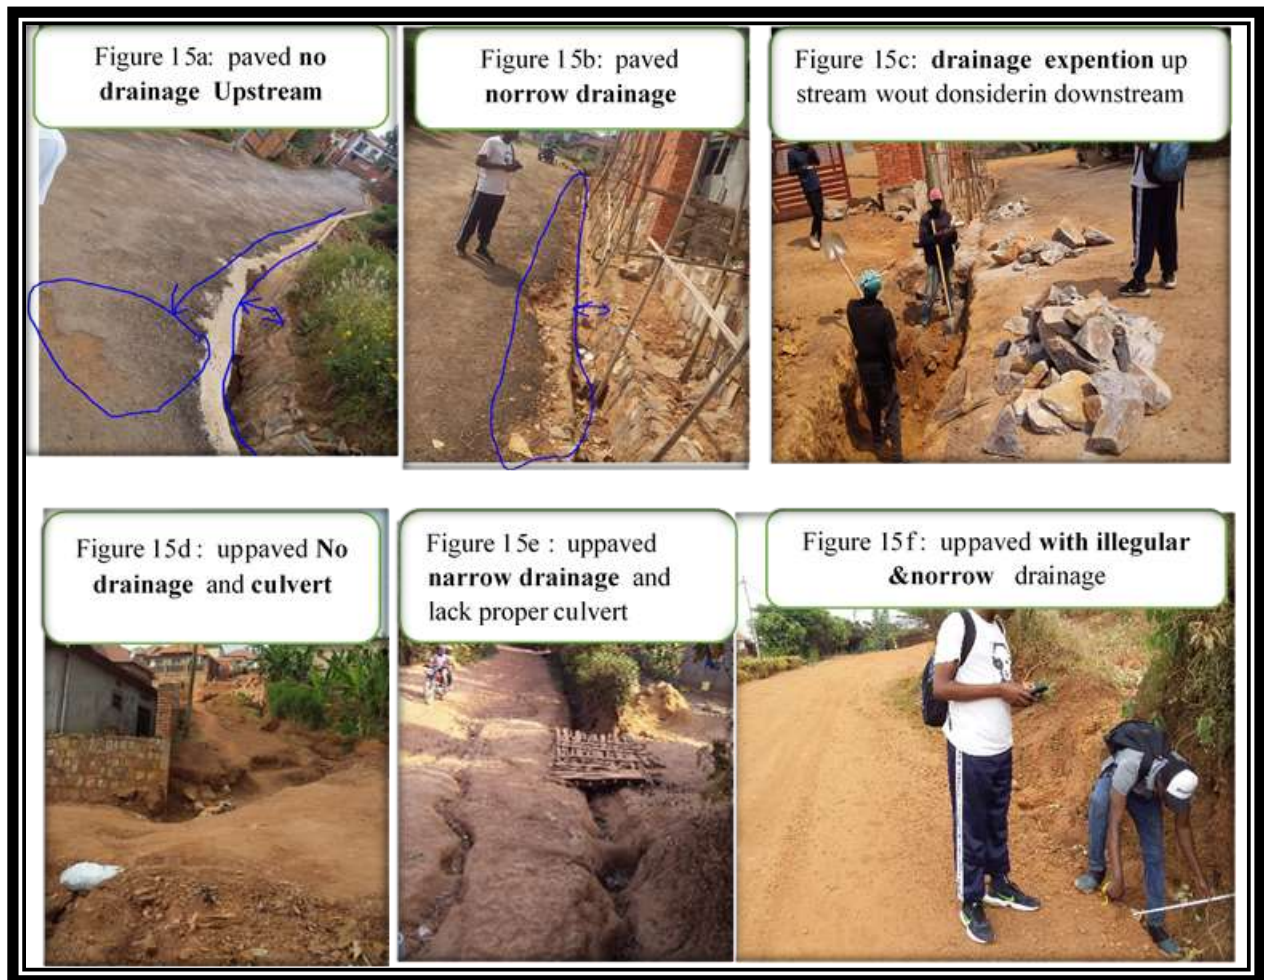 Figure 15a: paved no
drainage Upstream
Figure 15b: paved
norrow drainage
Figure 15c: drainage expention up
stream wout donsiderin downstream
Figure 15d : uppaved No
drainage and culvert
Figure 15e : uppaved
narrow drainage and
lack proper culvert
Figure 15f : uppaved with illegular
&norrow drainage